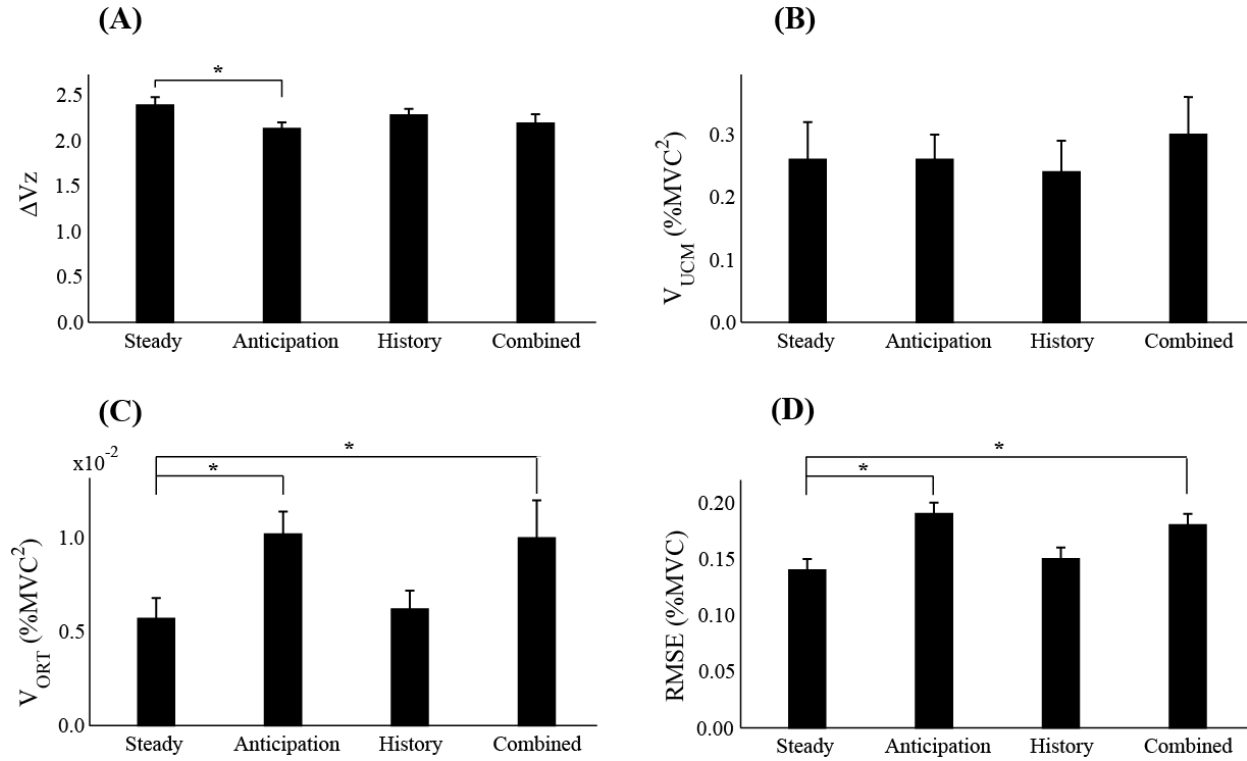 (A)
*
ΔVz
2.5
2.0
1.5
1.0
0.5
0.0
Steady Anticipation History Combined
(B)
V_UCM (%MVC²)
0.3
0.2
0.1
0.0
Steady Anticipation History Combined
(C)
x10⁻²
*
*
V_ORT (%MVC²)
1.0
0.5
0.0
Steady Anticipation History Combined
(D)
*
*
RMSE (%MVC)
0.20
0.15
0.10
0.05
0.00
Steady Anticipation History Combined